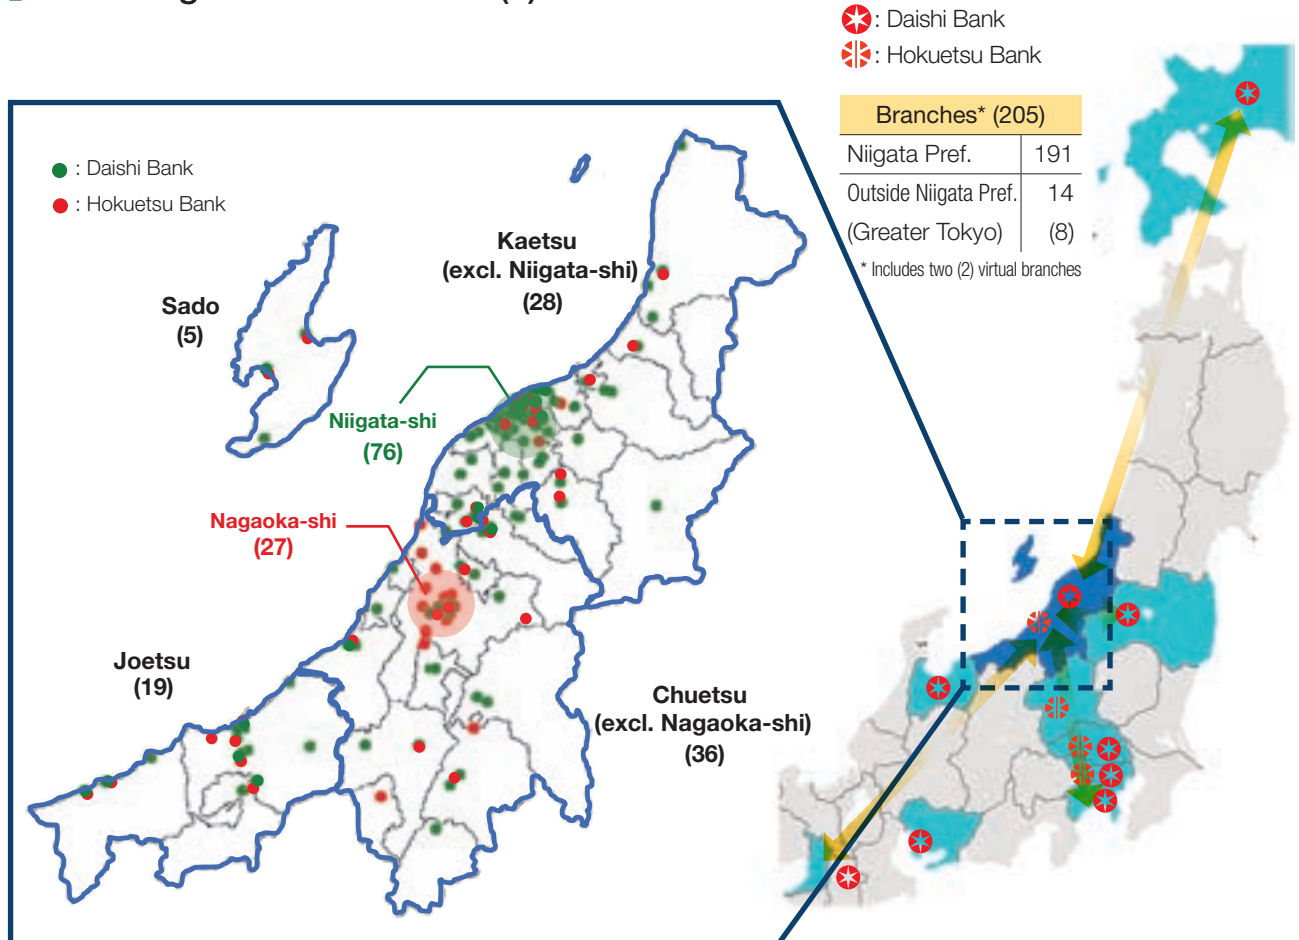 : Daishi Bank
: Hokuetsu Bank
Branches* (205)
Niigata Pref. 191
Outside Niigata Pref. 14
(Greater Tokyo) (8)
* Includes two (2) virtual branches
: Daishi Bank
: Hokuetsu Bank
Kaetsu
(excl. Niigata-shi)
(28)
Sado
(5)
Niigata-shi
(76)
Nagaoka-shi
(27)
Joetsu
(19)
Chuetsu
(excl. Nagaoka-shi)
(36)